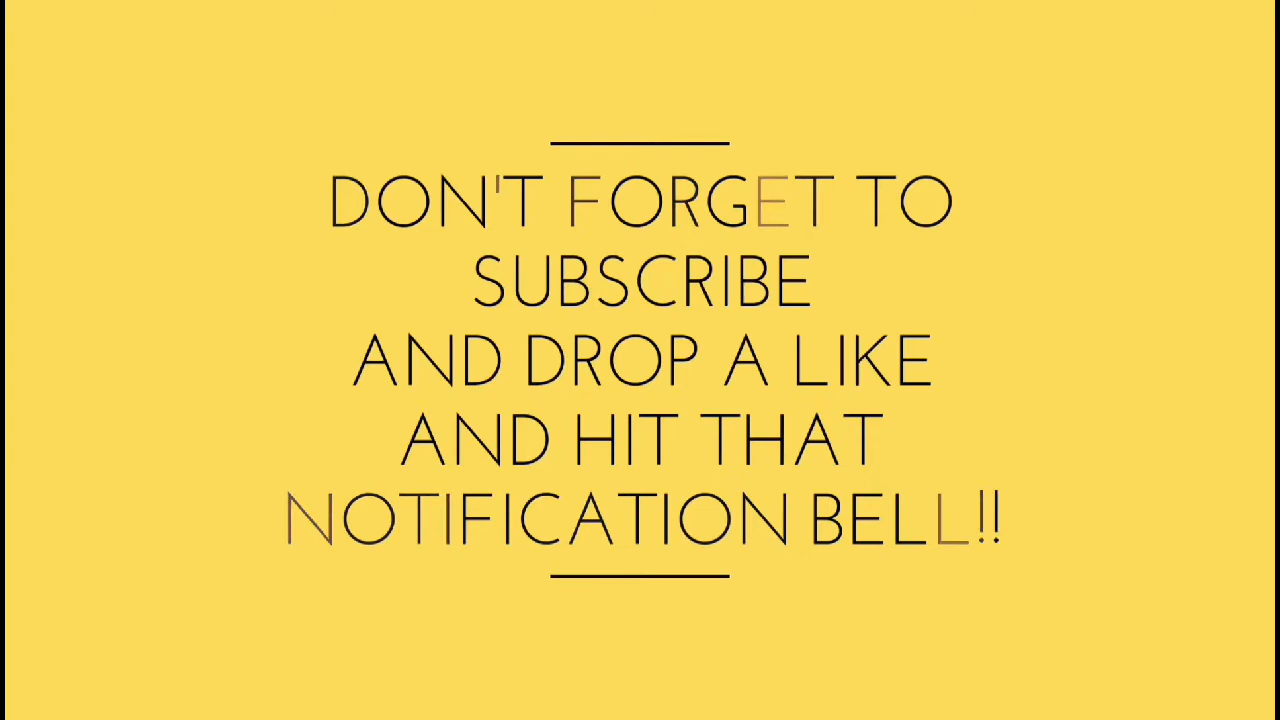 DON'T FORGET TO
SUBSCRIBE
AND DROP A LIKE
AND HIT THAT
NOTIFICATION BELL!!